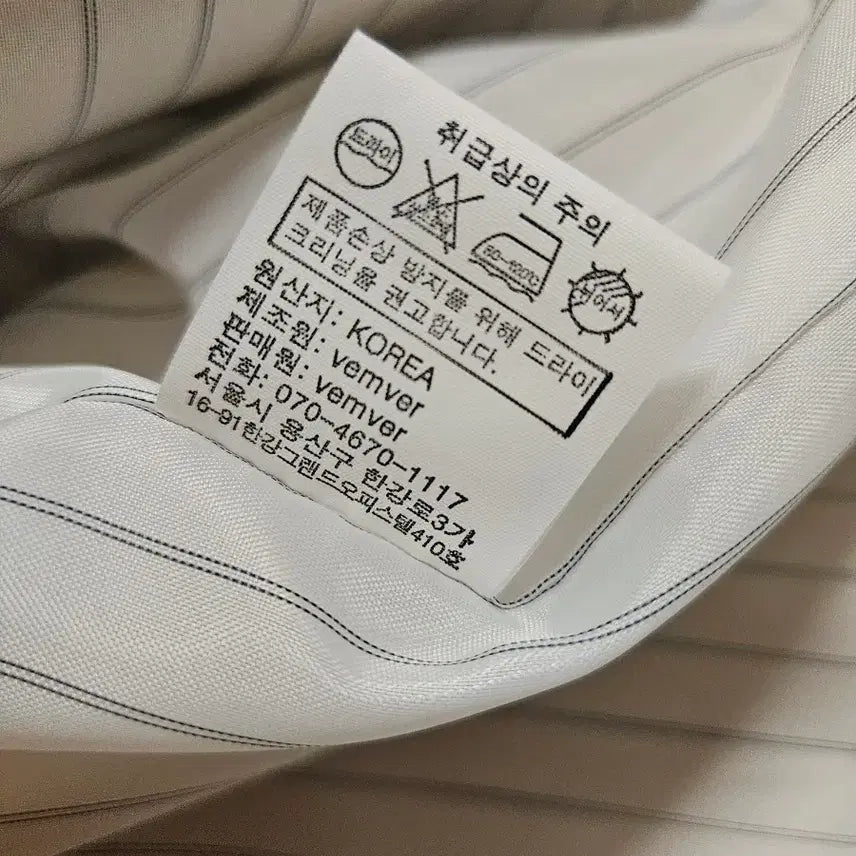 취급상의 주의
드라이
80-120℃
뉘어서
제품손상 방지를 위해 드라이
크리닝을 권고합니다.
원산지: KOREA
제조원: vemver
판매원: vemver
전화: 070-4670-1117
서울시 용산구 한강로3가
16-91한강그랜드오피스텔410호